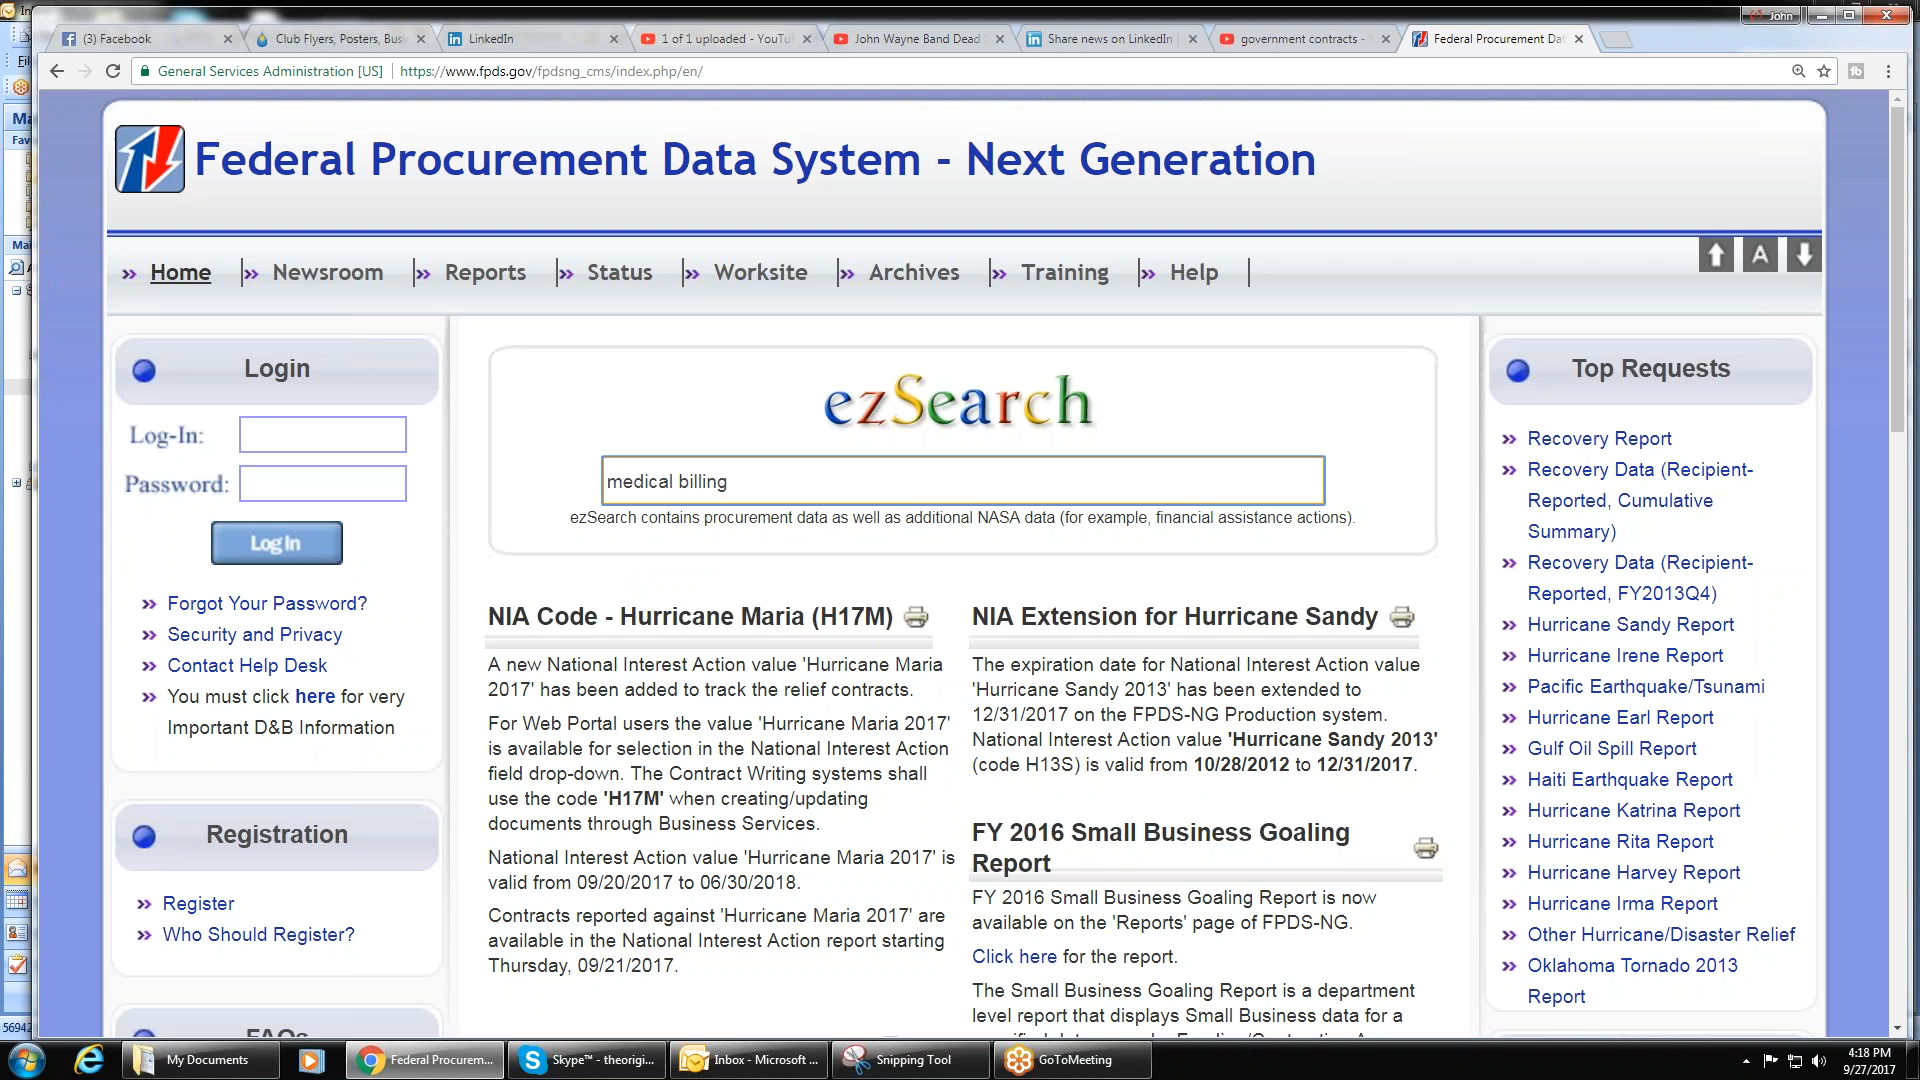 John
(3) Facebook
Club Flyers, Posters, Busi
LinkedIn
1 of 1 uploaded - YouTu
John Wayne Band Dead
Share news on LinkedIn
government contracts -
Federal Procurement Dat
General Services Administration [US]
https://www.fpds.gov/fpdsng_cms/index.php/en/
Federal Procurement Data System - Next Generation
Home
Newsroom
Reports
Status
Worksite
Archives
Training
Help
A
Login
Log-In:
Password:
Log In
Forgot Your Password?
Security and Privacy
Contact Help Desk
You must click here for very
Important D&B Information
Registration
Register
Who Should Register?
FAQs
ezSearch
medical billing
ezSearch contains procurement data as well as additional NASA data (for example, financial assistance actions).
NIA Code - Hurricane Maria (H17M)
A new National Interest Action value 'Hurricane Maria
2017' has been added to track the relief contracts.
For Web Portal users the value 'Hurricane Maria 2017'
is available for selection in the National Interest Action
field drop-down. The Contract Writing systems shall
use the code 'H17M' when creating/updating
documents through Business Services.
National Interest Action value 'Hurricane Maria 2017' is
valid from 09/20/2017 to 06/30/2018.
Contracts reported against 'Hurricane Maria 2017' are
available in the National Interest Action report starting
Thursday, 09/21/2017.
NIA Extension for Hurricane Sandy
The expiration date for National Interest Action value
'Hurricane Sandy 2013' has been extended to
12/31/2017 on the FPDS-NG Production system.
National Interest Action value 'Hurricane Sandy 2013'
(code H13S) is valid from 10/28/2012 to 12/31/2017.
FY 2016 Small Business Goaling
Report
FY 2016 Small Business Goaling Report is now
available on the 'Reports' page of FPDS-NG.
Click here for the report.
The Small Business Goaling Report is a department
level report that displays Small Business data for a
Top Requests
Recovery Report
Recovery Data (Recipient-
Reported, Cumulative
Summary)
Recovery Data (Recipient-
Reported, FY2013Q4)
Hurricane Sandy Report
Hurricane Irene Report
Pacific Earthquake/Tsunami
Hurricane Earl Report
Gulf Oil Spill Report
Haiti Earthquake Report
Hurricane Katrina Report
Hurricane Rita Report
Hurricane Harvey Report
Hurricane Irma Report
Other Hurricane/Disaster Relief
Oklahoma Tornado 2013
Report
56942
My Documents
Federal Procurem...
Skype™ - theorigi...
Inbox - Microsoft ...
Snipping Tool
GoToMeeting
4:18 PM
9/27/2017